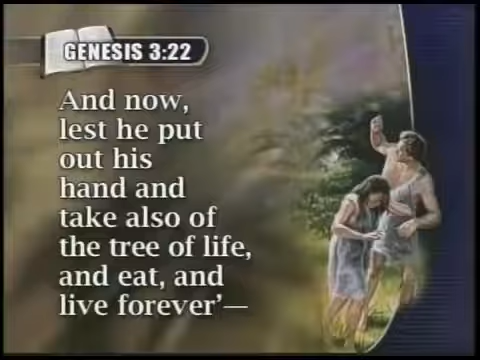 GENESIS 3:22
And now,
lest he put
out his
hand and
take also of
the tree of life,
and eat, and
live forever’—